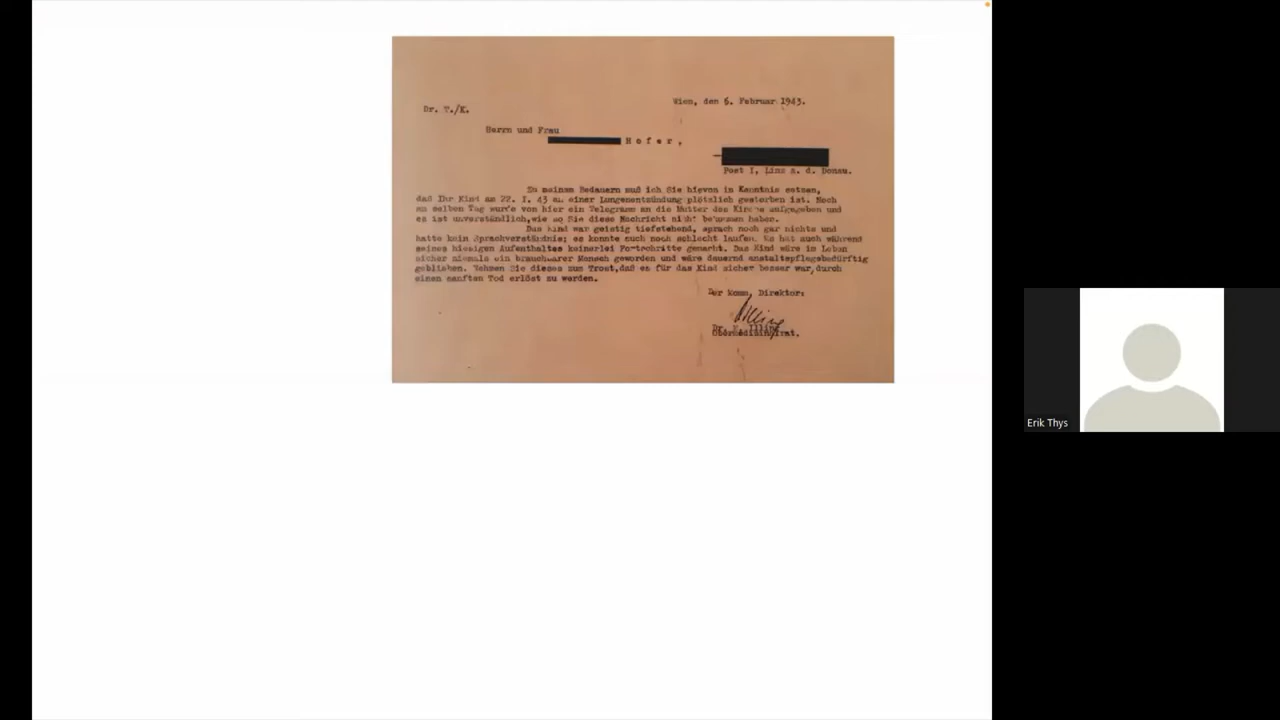 Wien, den 6. Februar 1943.
Dr. T./K.
Herrn und Frau
H o f e r ,
Post I, Linz a. d. Donau.
Zu meinem Bedauern muß ich Sie hievon in Kenntnis setzen,
daß Ihr Kind am 22. I. 43 an einer Lungenentzündung plötzlich gestorben ist. Noch
am selben Tag wurde von hier ein Telegramm an die Mutter des Kindes aufgegeben und
es ist unverständlich, wie so Sie diese Nachricht nicht bekommen haben.
Das Kind war geistig tiefstehend, sprach noch gar nichts und
hatte kein Sprachverständnis; es konnte auch noch schlecht laufen. Es hat auch während
seines hiesigen Aufenthaltes keinerlei Fortschritte gemacht. Das Kind wäre im Leben
sicher niemals ein brauchbarer Mensch geworden und wäre dauernd anstaltspflegsbedürftig
geblieben. Nehmen Sie dieses zum Trost, daß es für das Kind sicher besser war, durch
einen sanften Tod erlöst zu werden.
Der Komm. Direktor:
Illing
Dr. E. Illing
Obermedizinalrat.
Erik Thys